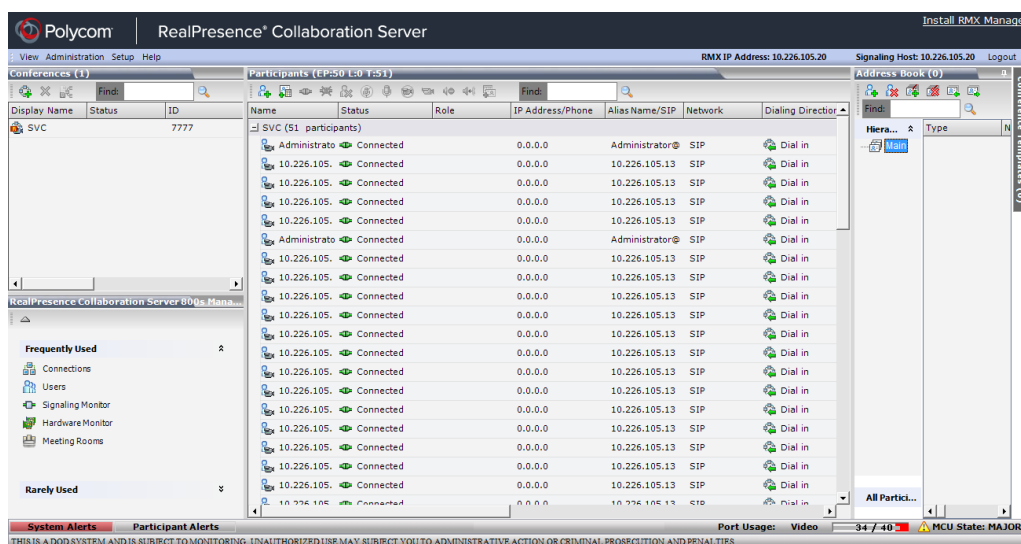 Install RMX Manage
Polycom® RealPresence® Collaboration Server
View Administration Setup Help RMX IP Address: 10.226.105.20 Signaling Host: 10.226.105.20 Logout
Conferences (1) Participants (EP:50 L:0 T:51) Address Book (0)
Find: Find: Find:
Display Name Status ID Name Status Role IP Address/Phone Alias Name/SIP Network Dialing Direction Hiera... Type N
SVC 7777 SVC (51 participants) Main
Administrato Connected 0.0.0.0 Administrator@ SIP Dial in
10.226.105. Connected 0.0.0.0 10.226.105.13 SIP Dial in
10.226.105. Connected 0.0.0.0 10.226.105.13 SIP Dial in
10.226.105. Connected 0.0.0.0 10.226.105.13 SIP Dial in
10.226.105. Connected 0.0.0.0 10.226.105.13 SIP Dial in
Administrato Connected 0.0.0.0 Administrator@ SIP Dial in
10.226.105. Connected 0.0.0.0 10.226.105.13 SIP Dial in
10.226.105. Connected 0.0.0.0 10.226.105.13 SIP Dial in
10.226.105. Connected 0.0.0.0 10.226.105.13 SIP Dial in
10.226.105. Connected 0.0.0.0 10.226.105.13 SIP Dial in
10.226.105. Connected 0.0.0.0 10.226.105.13 SIP Dial in
10.226.105. Connected 0.0.0.0 10.226.105.13 SIP Dial in
10.226.105. Connected 0.0.0.0 10.226.105.13 SIP Dial in
10.226.105. Connected 0.0.0.0 10.226.105.13 SIP Dial in
10.226.105. Connected 0.0.0.0 10.226.105.13 SIP Dial in
10.226.105. Connected 0.0.0.0 10.226.105.13 SIP Dial in
10.226.105. Connected 0.0.0.0 10.226.105.13 SIP Dial in
10.226.105. Connected 0.0.0.0 10.226.105.13 SIP Dial in
10.226.105. Connected 0.0.0.0 10.226.105.13 SIP Dial in
10.226.105. Connected 0.0.0.0 10.226.105.13 SIP Dial in
RealPresence Collaboration Server 800s Mana...
Frequently Used
Connections
Users
Signaling Monitor
Hardware Monitor
Meeting Rooms
Rarely Used
All Partici...
Conference Templates (0)
System Alerts Participant Alerts Port Usage: Video 34 / 40 MCU State: MAJOR
THIS IS A DOD SYSTEM AND IS SUBJECT TO MONITORING. UNAUTHORIZED USE MAY SUBJECT YOU TO ADMINISTRATIVE ACTION OR CRIMINAL PROSECUTION AND PENALTIES